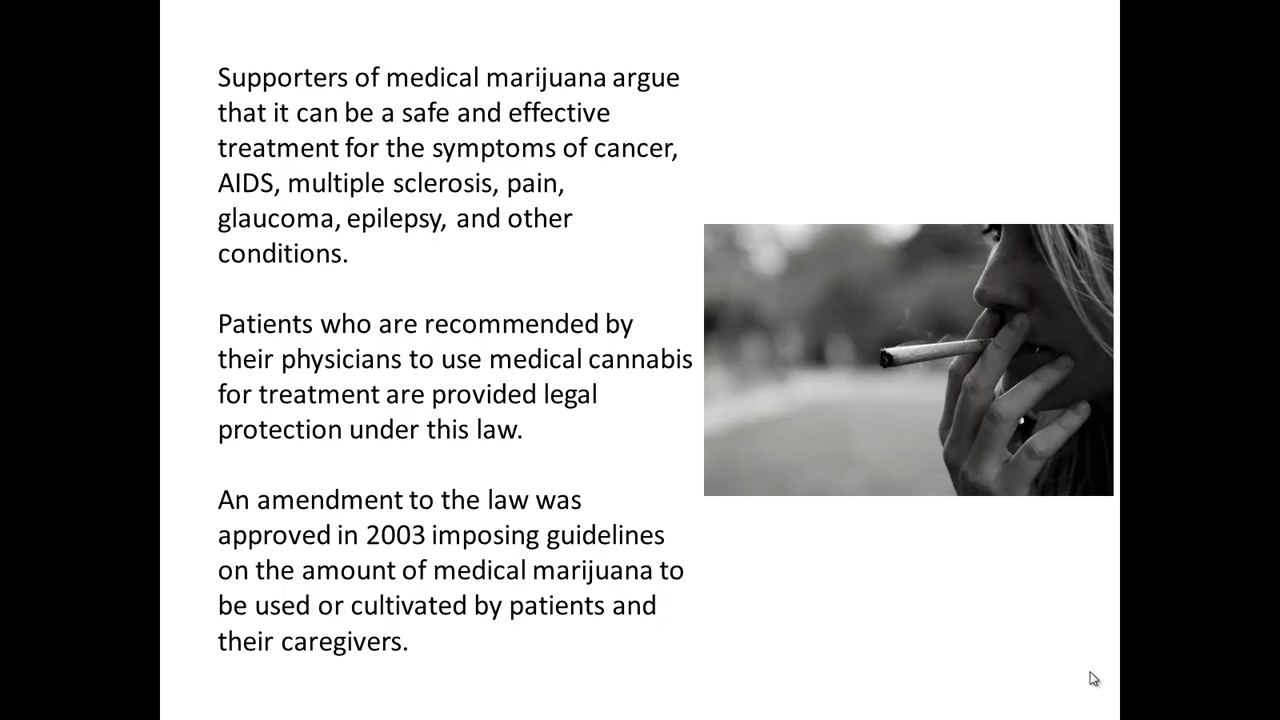 Supporters of medical marijuana argue
that it can be a safe and effective
treatment for the symptoms of cancer,
AIDS, multiple sclerosis, pain,
glaucoma, epilepsy, and other
conditions.
Patients who are recommended by
their physicians to use medical cannabis
for treatment are provided legal
protection under this law.
An amendment to the law was
approved in 2003 imposing guidelines
on the amount of medical marijuana to
be used or cultivated by patients and
their caregivers.